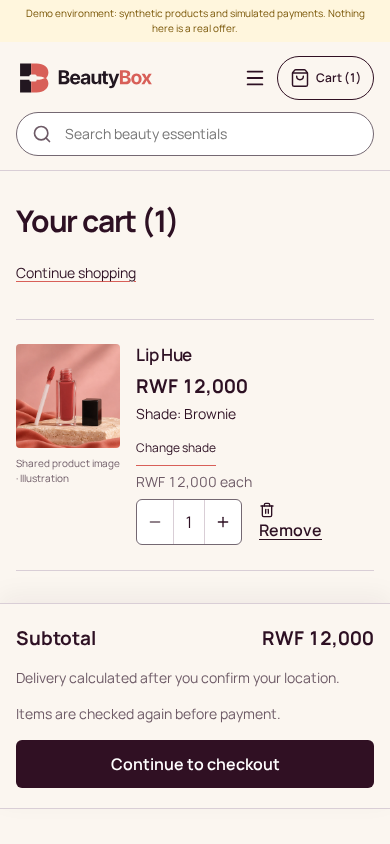 Demo environment: synthetic products and simulated payments. Nothing
here is a real offer.
BeautyBox
Cart (1)
Search beauty essentials
Your cart (1)
Continue shopping
Lip Hue
RWF 12,000
Shade: Brownie
Change shade
Shared product image
· Illustration
RWF 12,000 each
1
Remove
Subtotal
RWF 12,000
Delivery calculated after you confirm your location.
Items are checked again before payment.
Continue to checkout